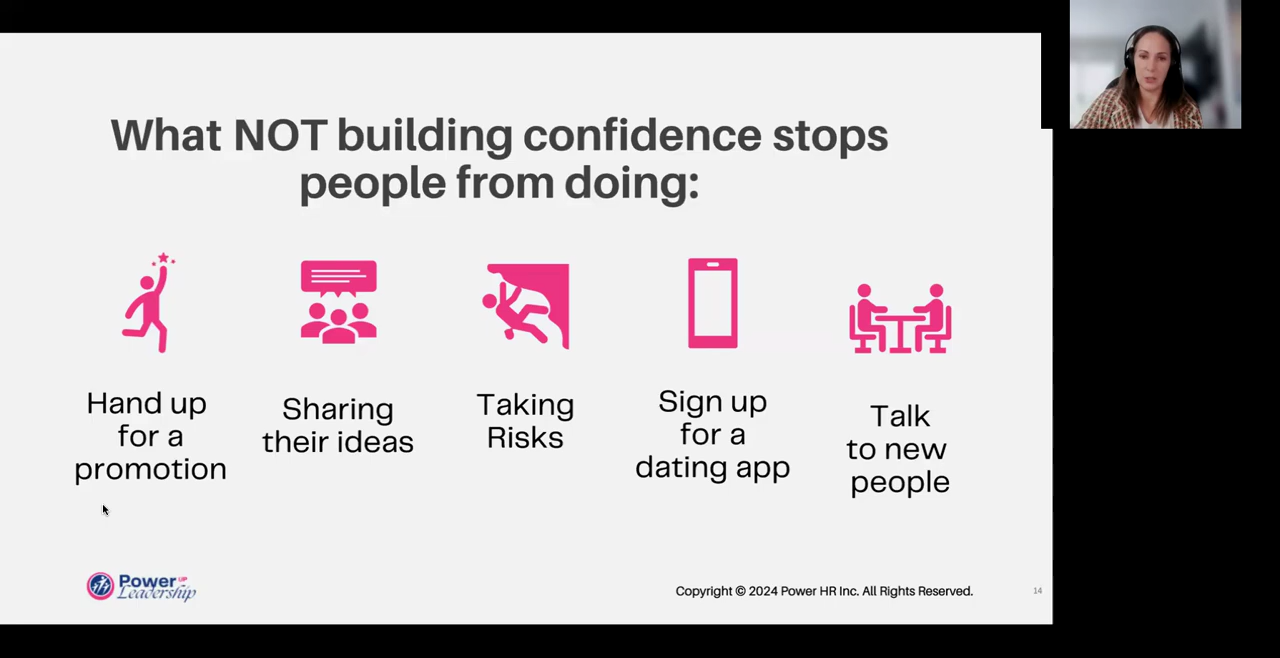 What NOT building confidence stops
people from doing:
Hand up
for a
promotion
Sharing
their ideas
Taking
Risks
Sign up
for a
dating app
Talk
to new
people
Power UP
Leadership
Copyright © 2024 Power HR Inc. All Rights Reserved.
14